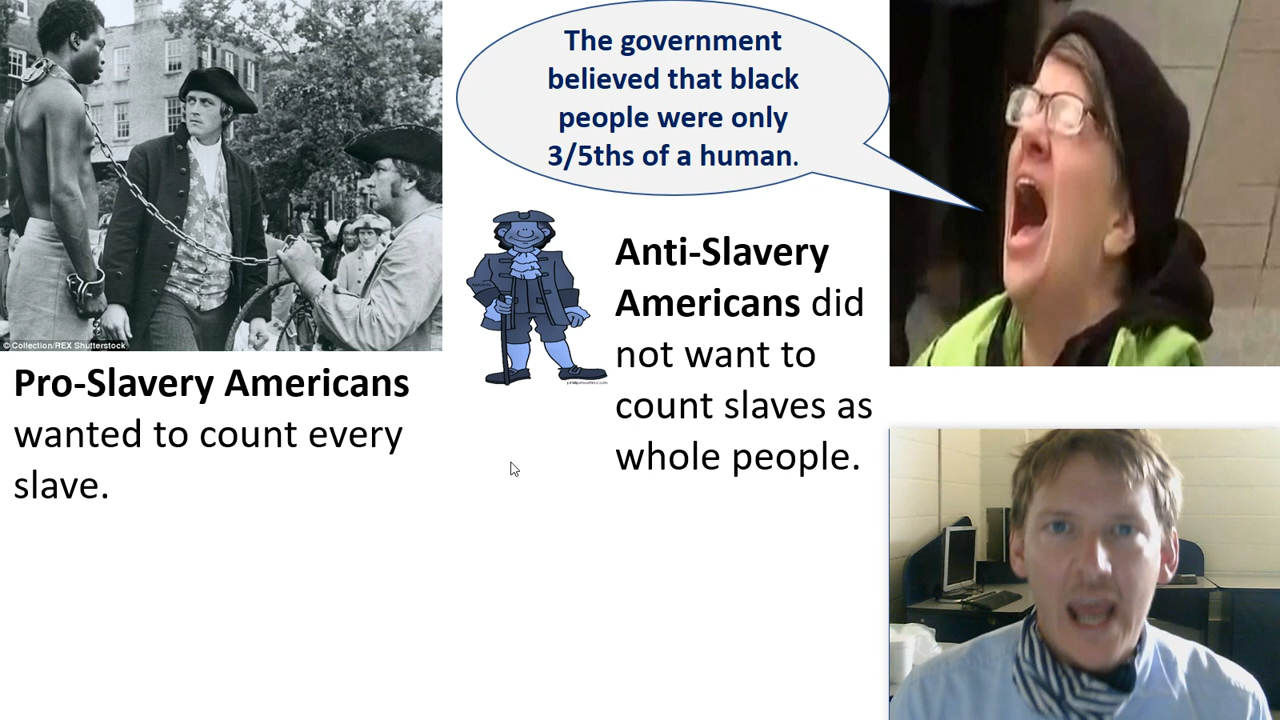 The government
believed that black
people were only
3/5ths of a human.
© Collection/REX Shutterstock
Pro-Slavery Americans
wanted to count every
slave.
Anti-Slavery
Americans did
not want to
count slaves as
whole people.